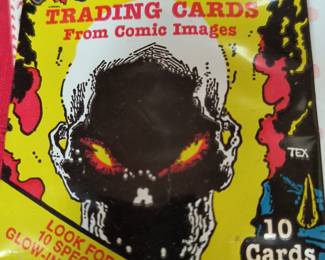 TRADING CARDS
From Comic Images
TEX
LOOK FOR
10 SPEC
GLOW-IN-
10
Cards